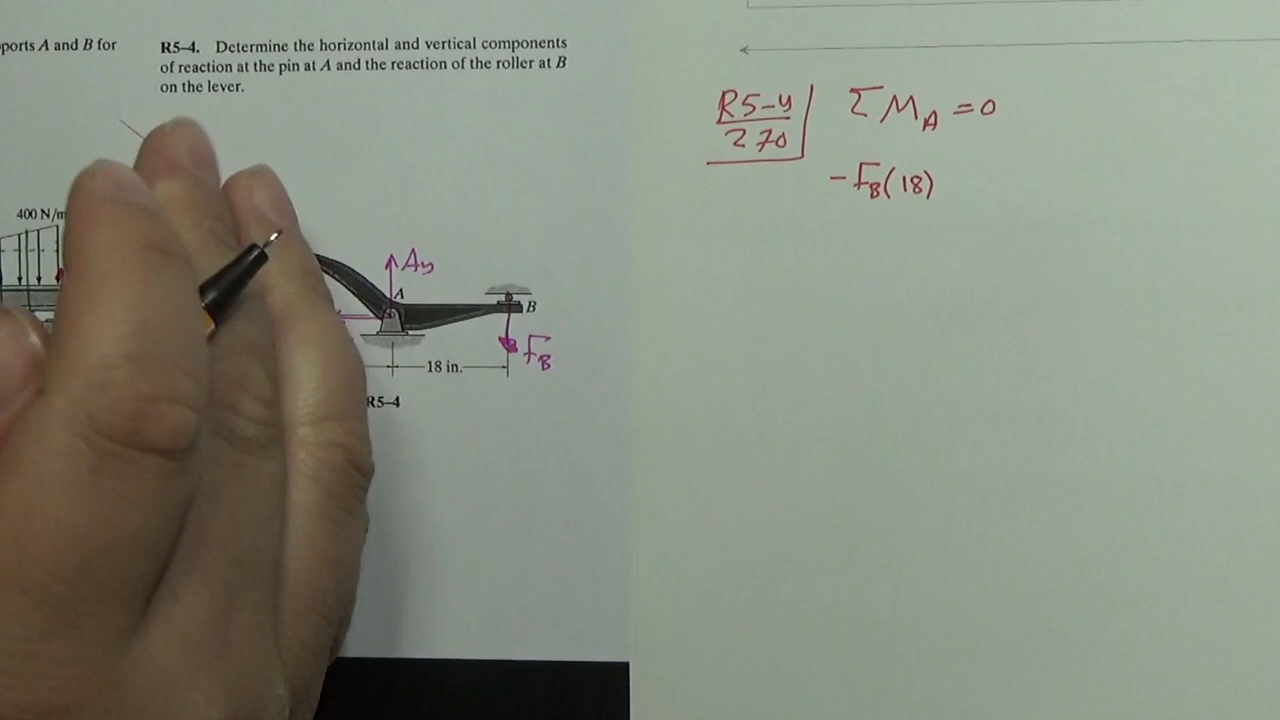 ports A and B for
R5–4. Determine the horizontal and vertical components
of reaction at the pin at A and the reaction of the roller at B
on the lever.
400 N/m
Ay
A
B
FB
18 in.
R5–4
R5-4
270
ΣMA = 0
-FB(18)